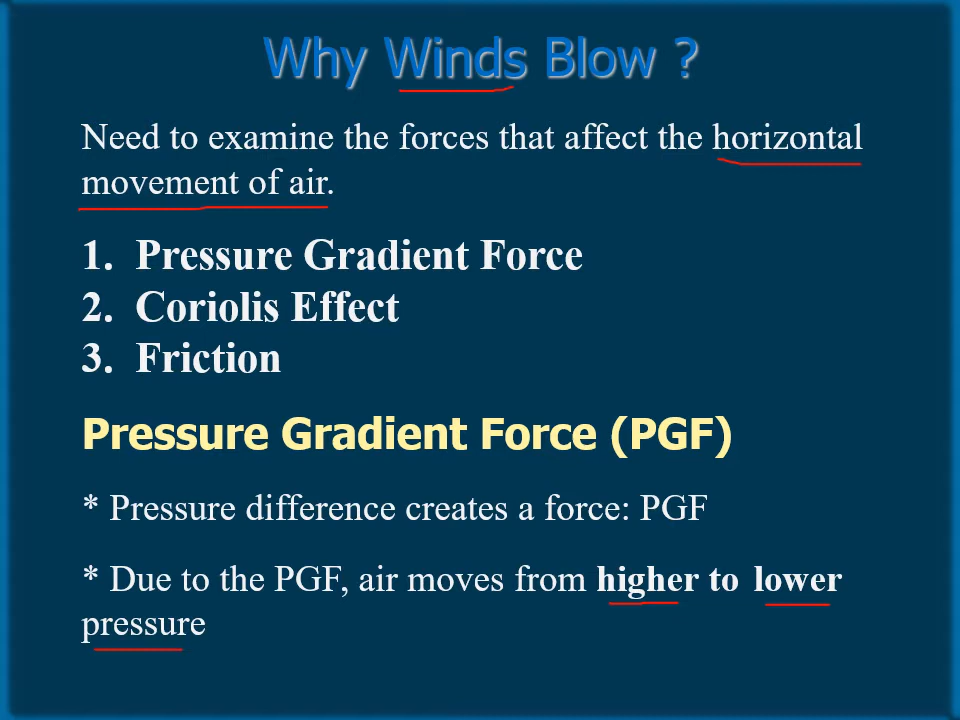 Why Winds Blow ?
Need to examine the forces that affect the horizontal
movement of air.
1. Pressure Gradient Force
2. Coriolis Effect
3. Friction
Pressure Gradient Force (PGF)
* Pressure difference creates a force: PGF
* Due to the PGF, air moves from higher to lower
pressure